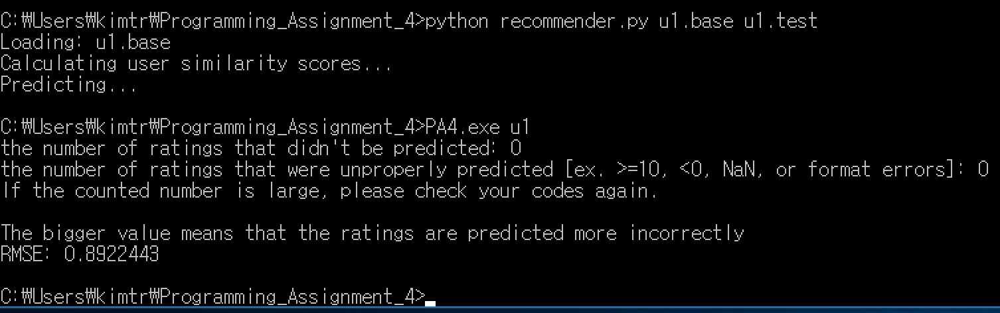 C:₩Users₩kimtr₩Programming_Assignment_4>python recommender.py u1.base u1.test
Loading: u1.base
Calculating user similarity scores...
Predicting...
C:₩Users₩kimtr₩Programming_Assignment_4>PA4.exe u1
the number of ratings that didn't be predicted: 0
the number of ratings that were unproperly predicted [ex. >=10, <0, NaN, or format errors]: 0
If the counted number is large, please check your codes again.
The bigger value means that the ratings are predicted more incorrectly
RMSE: 0.8922443
C:₩Users₩kimtr₩Programming_Assignment_4>